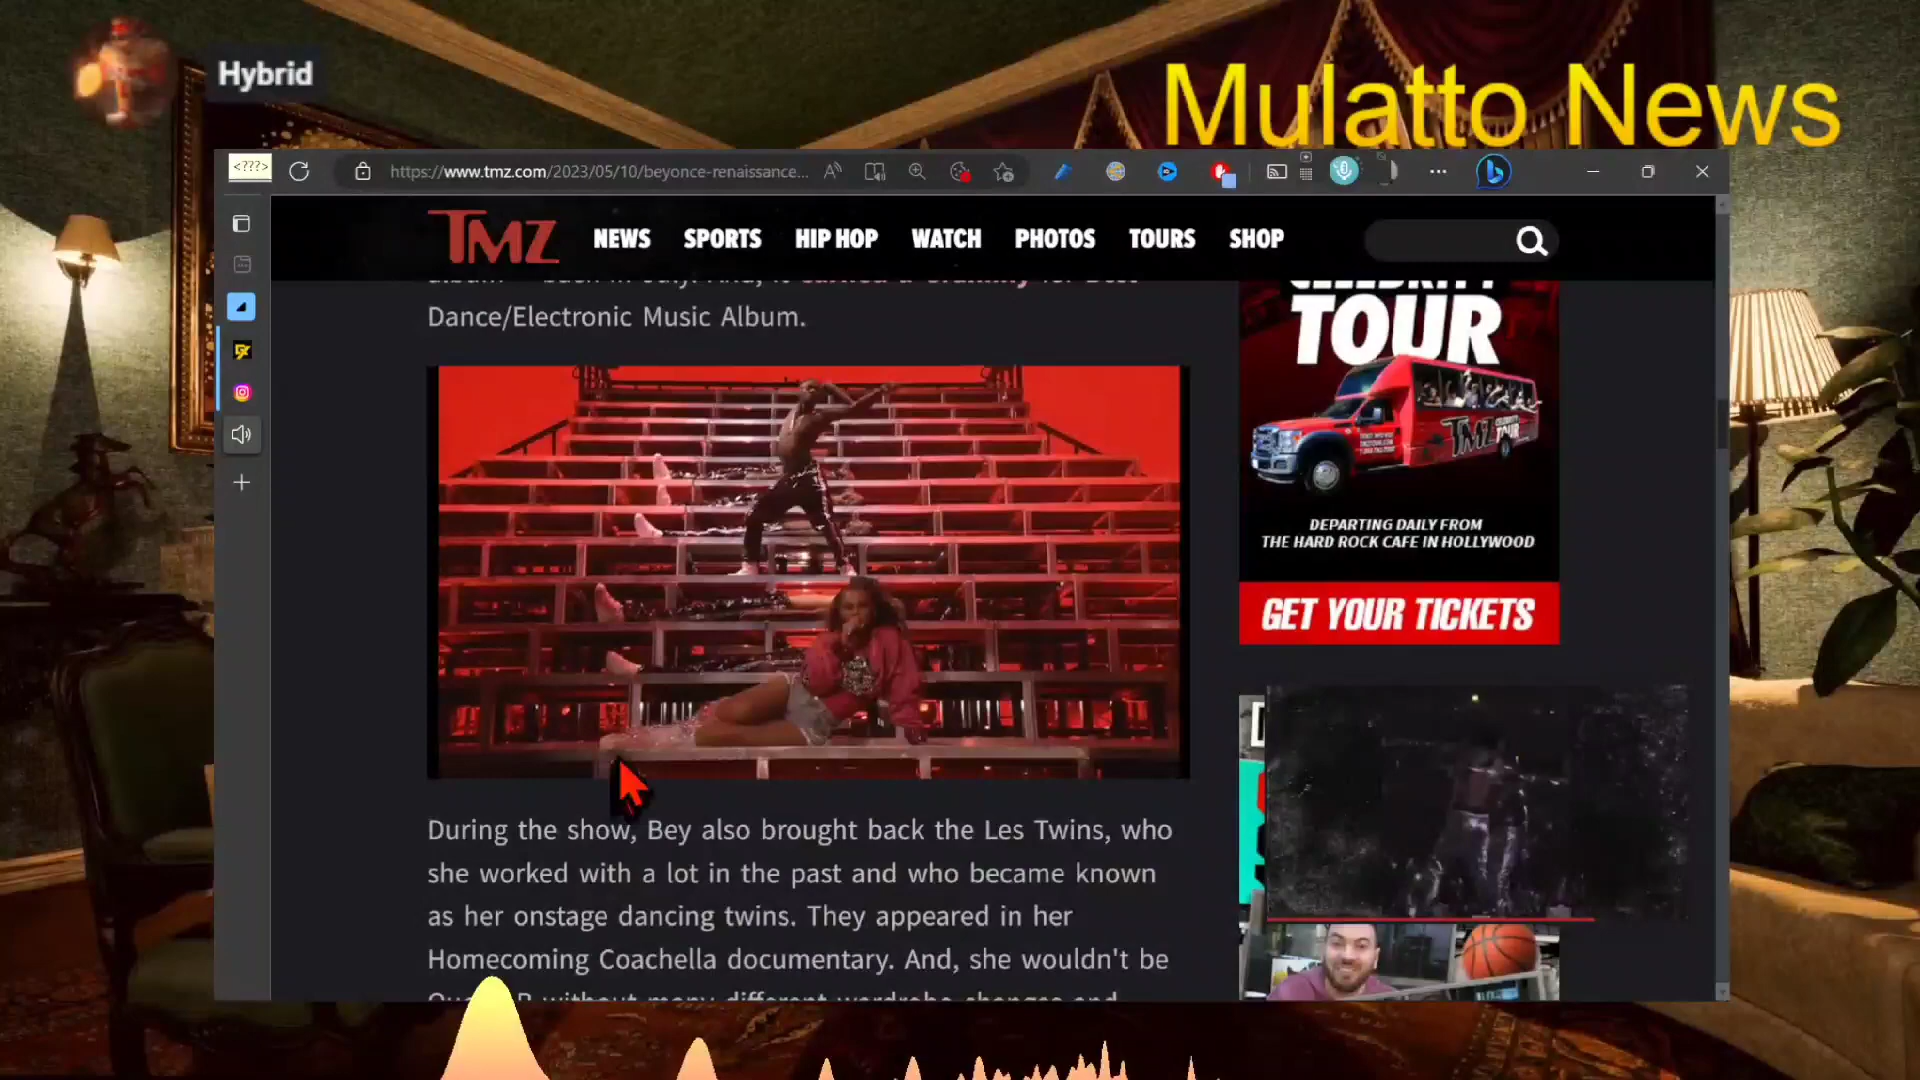 Hybrid
Mulatto News
<???>
https://www.tmz.com/2023/05/10/beyonce-renaissance...
TMZ
NEWS SPORTS HIP HOP WATCH PHOTOS TOURS SHOP
Dance/Electronic Music Album.
CELEBRITY
TOUR
TMZ
DEPARTING DAILY FROM
THE HARD ROCK CAFE IN HOLLYWOOD
GET YOUR TICKETS
During the show, Bey also brought back the Les Twins, who
she worked with a lot in the past and who became known
as her onstage dancing twins. They appeared in her
Homecoming Coachella documentary. And, she wouldn't be